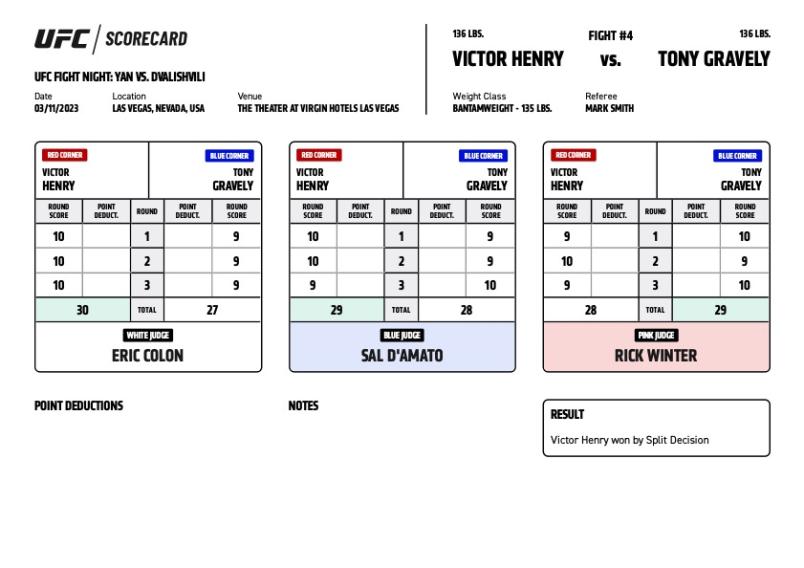 UFC / SCORECARD
UFC FIGHT NIGHT: YAN VS. DVALISHVILI
Date Location Venue
03/11/2023 LAS VEGAS, NEVADA, USA THE THEATER AT VIRGIN HOTELS LAS VEGAS
136 LBS. FIGHT #4 136 LBS.
VICTOR HENRY vs. TONY GRAVELY
Weight Class Referee
BANTAMWEIGHT - 135 LBS. MARK SMITH
RED CORNER BLUE CORNER
VICTOR TONY
HENRY GRAVELY
ROUND POINT ROUND POINT ROUND
SCORE DEDUCT. DEDUCT. SCORE
10 1 9
10 2 9
10 3 9
30 TOTAL 27
WHITE JUDGE
ERIC COLON
RED CORNER BLUE CORNER
VICTOR TONY
HENRY GRAVELY
ROUND POINT ROUND POINT ROUND
SCORE DEDUCT. DEDUCT. SCORE
10 1 9
10 2 9
9 3 10
29 TOTAL 28
BLUE JUDGE
SAL D'AMATO
RED CORNER BLUE CORNER
VICTOR TONY
HENRY GRAVELY
ROUND POINT ROUND POINT ROUND
SCORE DEDUCT. DEDUCT. SCORE
9 1 10
10 2 9
9 3 10
28 TOTAL 29
PINK JUDGE
RICK WINTER
POINT DEDUCTIONS
NOTES
RESULT
Victor Henry won by Split Decision